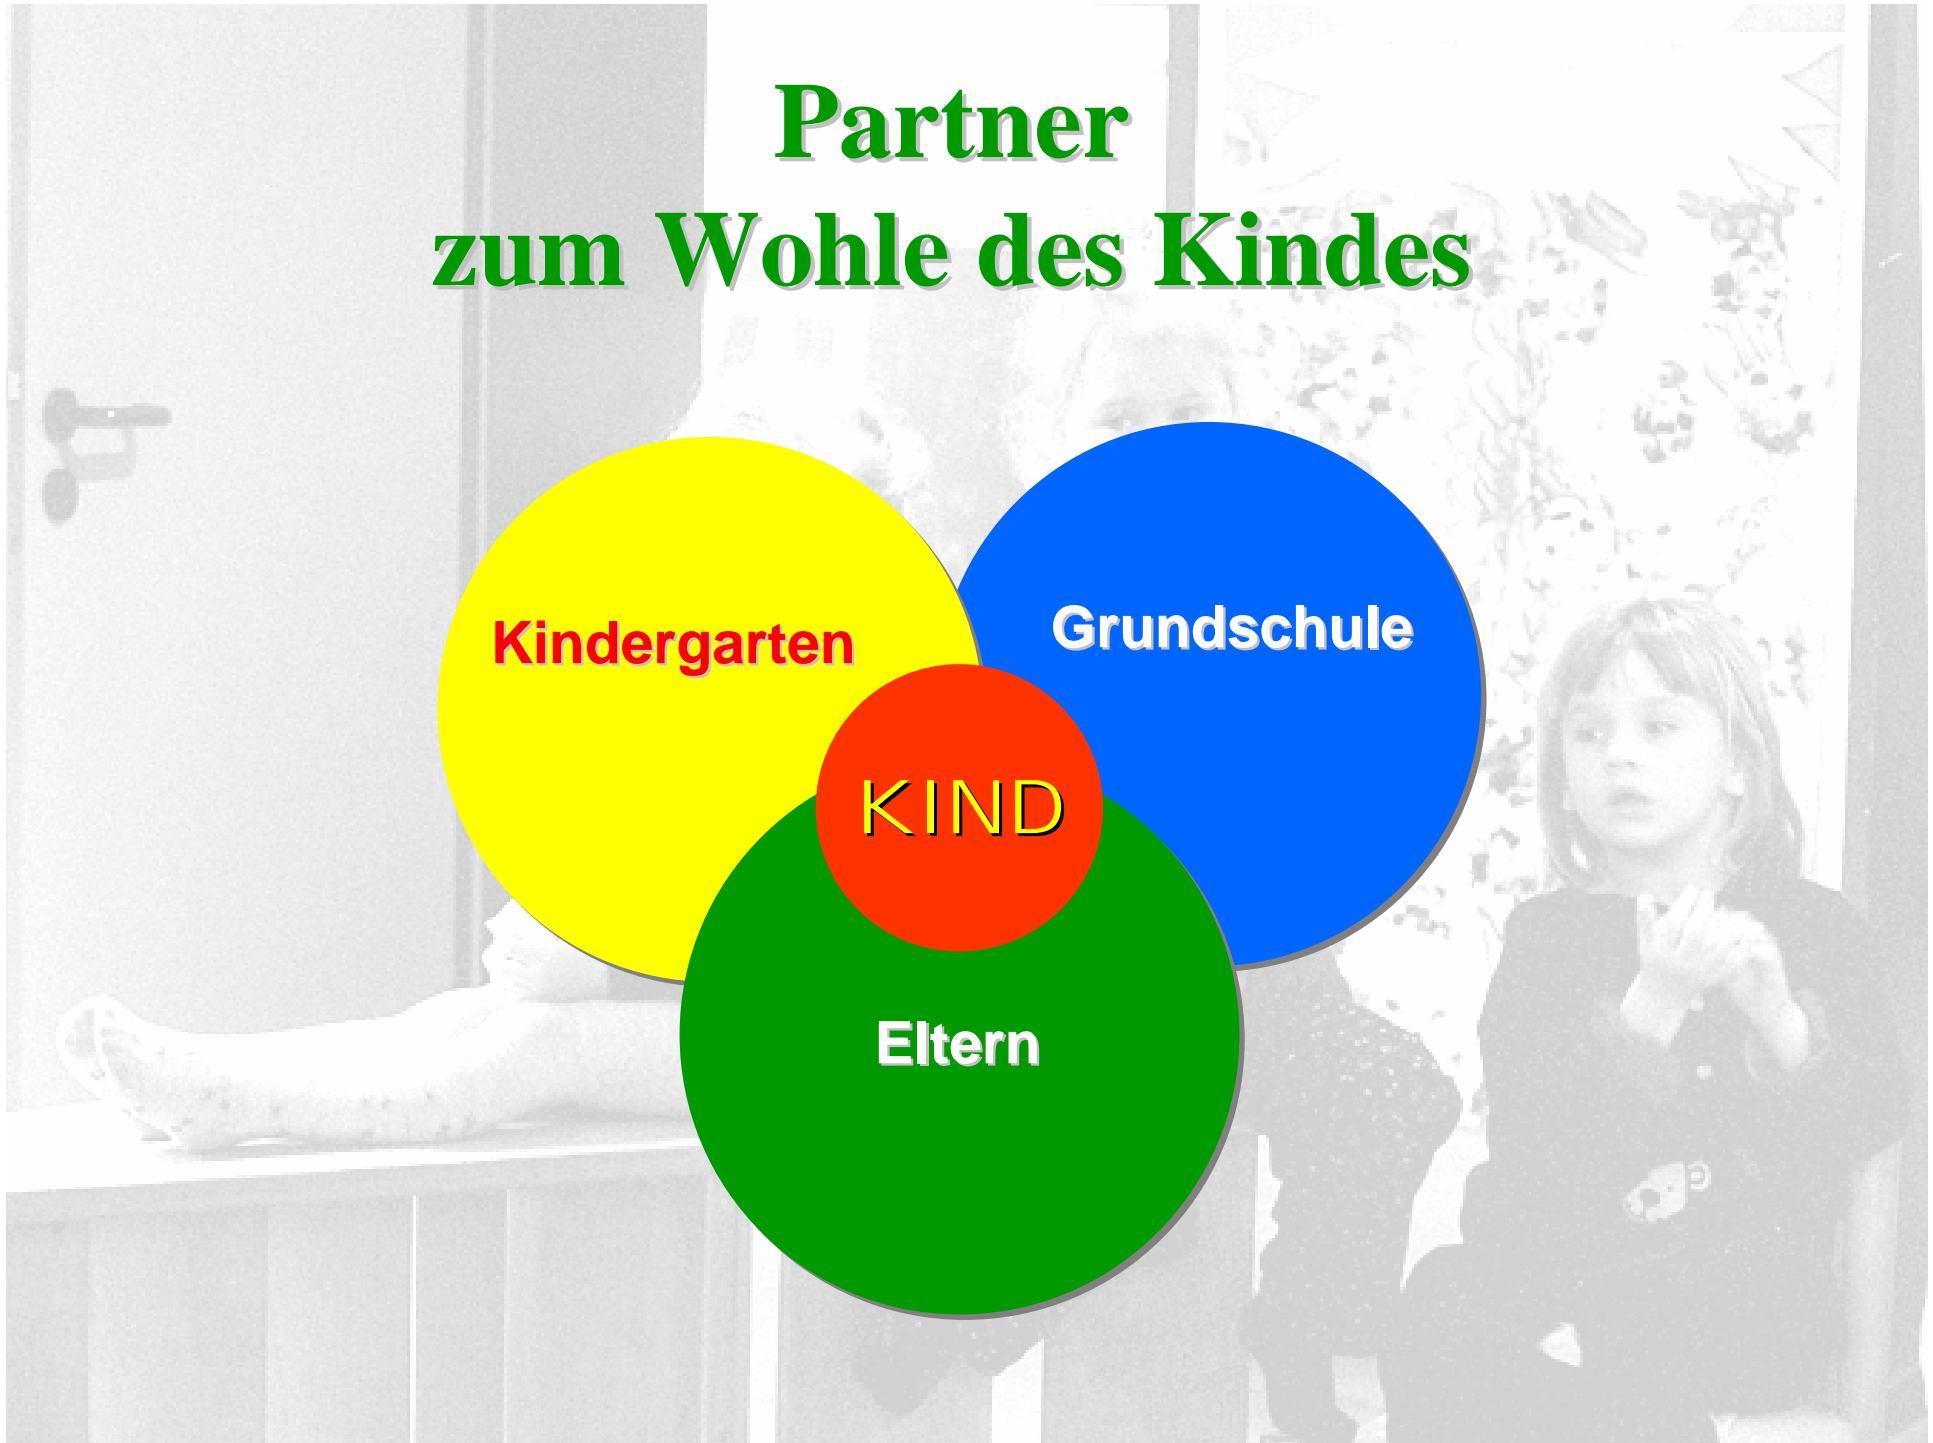 Partner
zum Wohle des Kindes
Kindergarten
Grundschule
KIND
Eltern